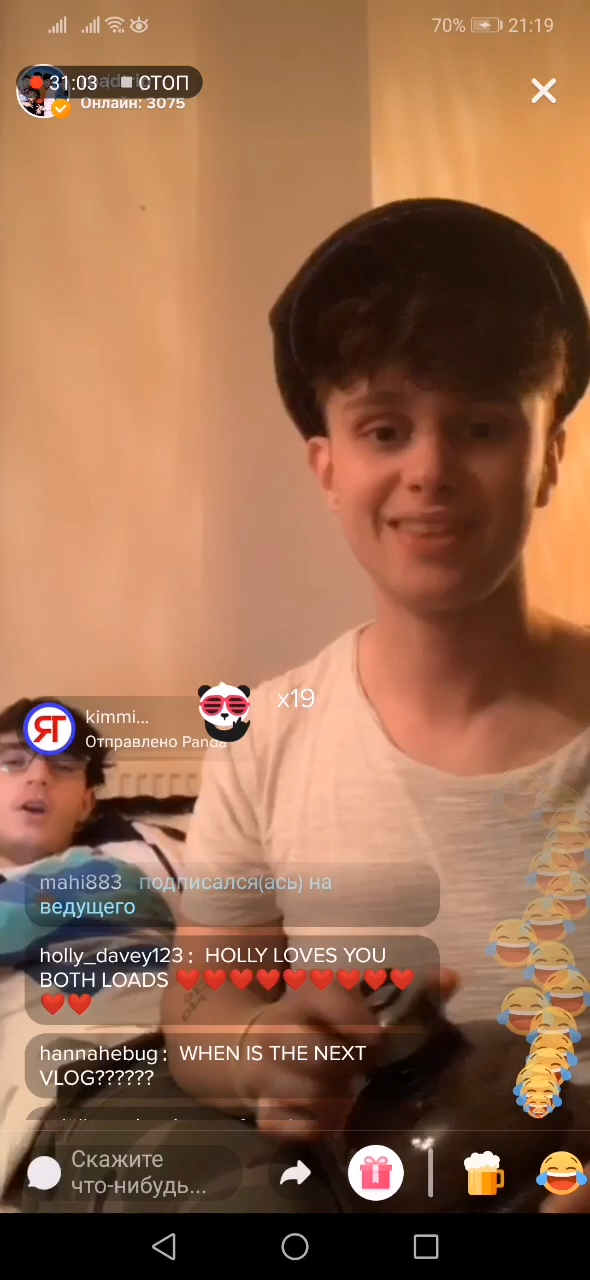 70% 21:19
31:03 СТОП
Онлайн: 3075
ЯТ
kimmi...
Отправлено Panda
x19
mahi883 подписался(ась) на
ведущего
holly_davey123: HOLLY LOVES YOU
BOTH LOADS ❤️❤️❤️❤️❤️❤️❤️❤️❤️
❤️❤️
hannahebug: WHEN IS THE NEXT
VLOG??????
Скажите
что-нибудь...